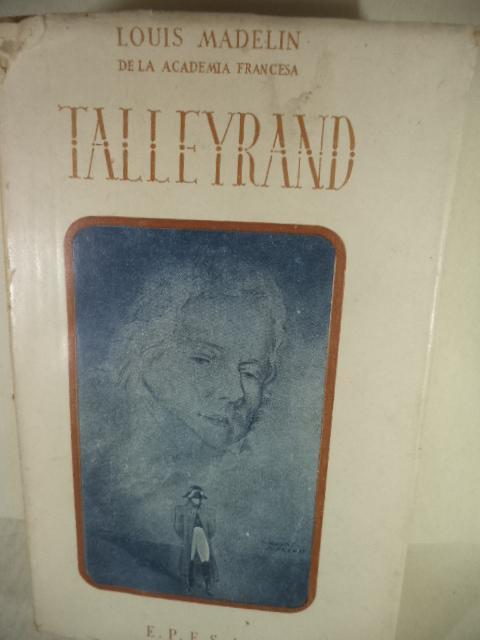 LOUIS MADELIN
DE LA ACADEMIA FRANCESA
TALLEYRAND
E. P. E. S.